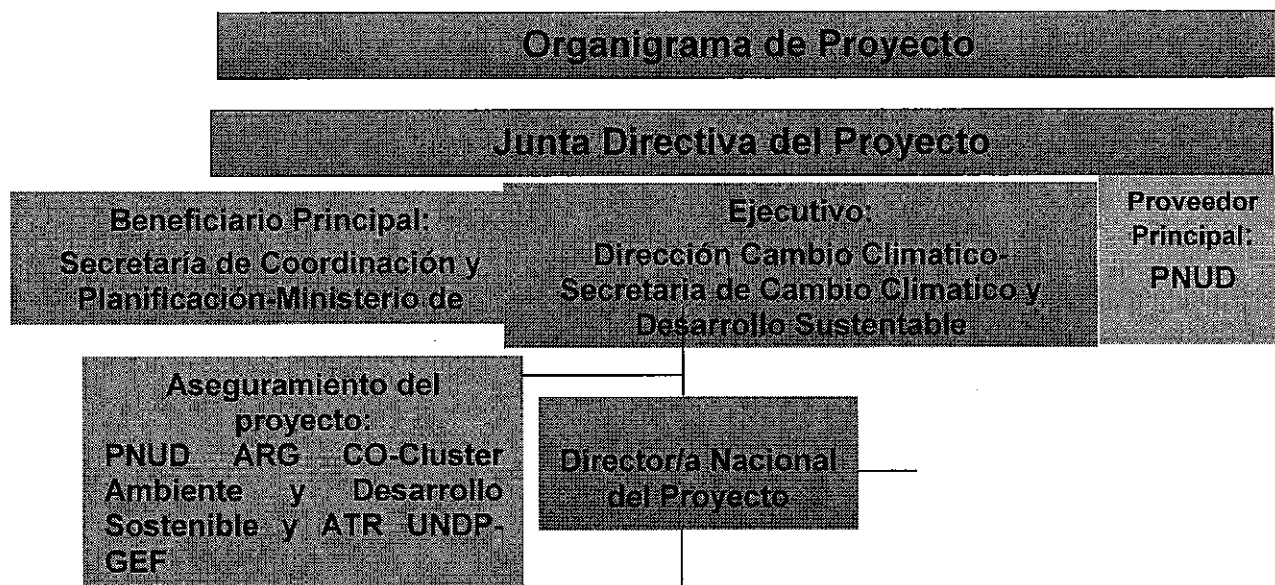 Organigrama de Proyecto
Junta Directiva del Proyecto
Beneficiario Principal:
Secretaría de Coordinación y
Planificación-Ministerio de
Ejecutivo:
Dirección Cambio Climatico-
Secretaria de Cambio Climatico y
Desarrollo Sustentable
Proveedor
Principal:
PNUD
Aseguramiento del
proyecto:
PNUD ARG CO-Cluster
Ambiente y Desarrollo
Sostenible y ATR UNDP-
GEF
Director/a Nacional
del Proyecto